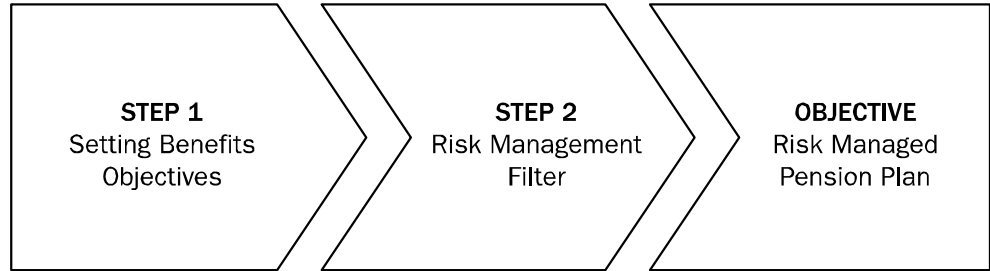 STEP 1
Setting Benefits
Objectives
STEP 2
Risk Management
Filter
OBJECTIVE
Risk Managed
Pension Plan